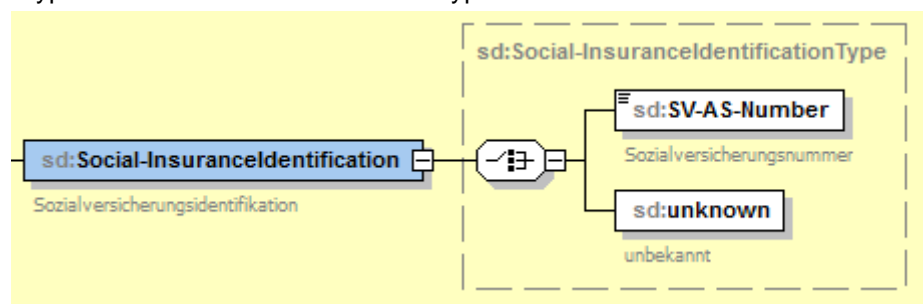 sd:Social-InsuranceIdentificationType
sd:SV-AS-Number
Sozialversicherungsnummer
sd:Social-InsuranceIdentification
Sozialversicherungsidentifikation
sd:unknown
unbekannt